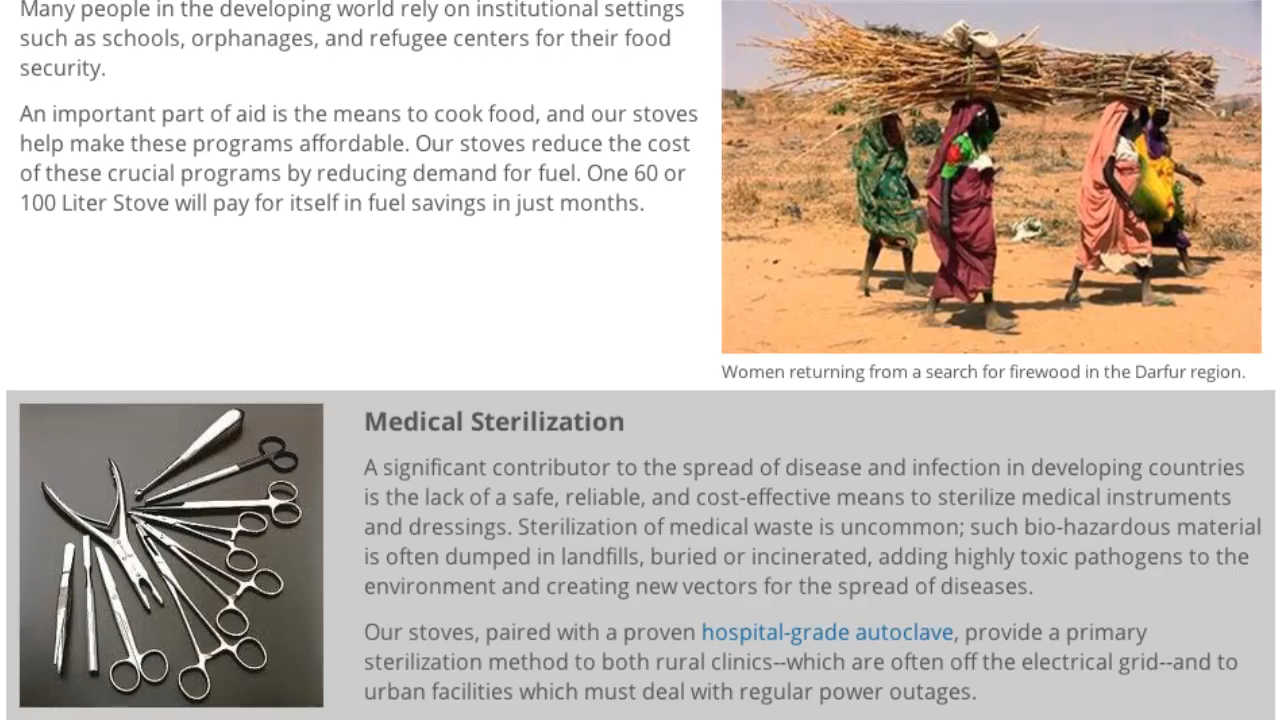 Many people in the developing world rely on institutional settings
such as schools, orphanages, and refugee centers for their food
security.
An important part of aid is the means to cook food, and our stoves
help make these programs affordable. Our stoves reduce the cost
of these crucial programs by reducing demand for fuel. One 60 or
100 Liter Stove will pay for itself in fuel savings in just months.
Women returning from a search for firewood in the Darfur region.
Medical Sterilization
A significant contributor to the spread of disease and infection in developing countries
is the lack of a safe, reliable, and cost-effective means to sterilize medical instruments
and dressings. Sterilization of medical waste is uncommon; such bio-hazardous material
is often dumped in landfills, buried or incinerated, adding highly toxic pathogens to the
environment and creating new vectors for the spread of diseases.
Our stoves, paired with a proven hospital-grade autoclave, provide a primary
sterilization method to both rural clinics--which are often off the electrical grid--and to
urban facilities which must deal with regular power outages.